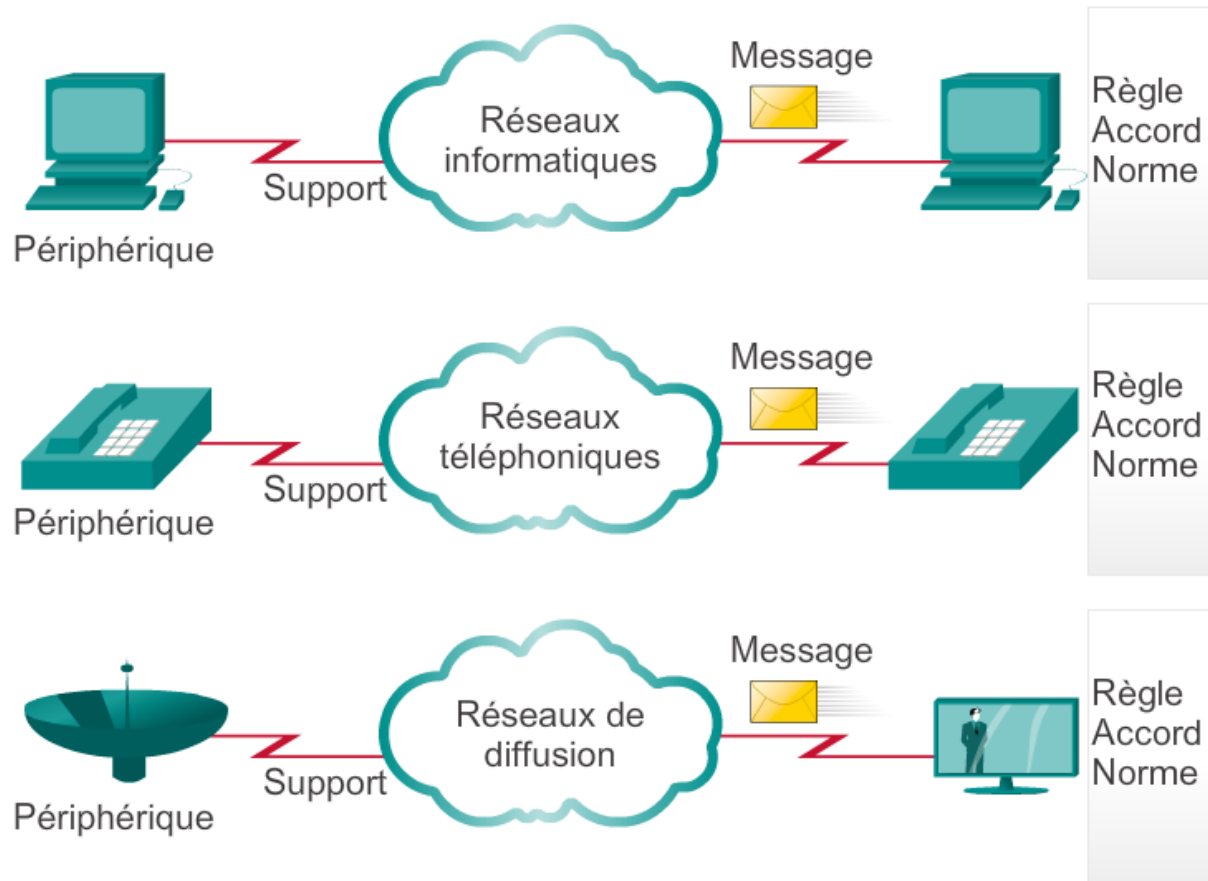 Message
Réseaux
informatiques
Support
Périphérique
Règle
Accord
Norme
Message
Réseaux
téléphoniques
Support
Périphérique
Règle
Accord
Norme
Message
Réseaux de
diffusion
Support
Périphérique
Règle
Accord
Norme